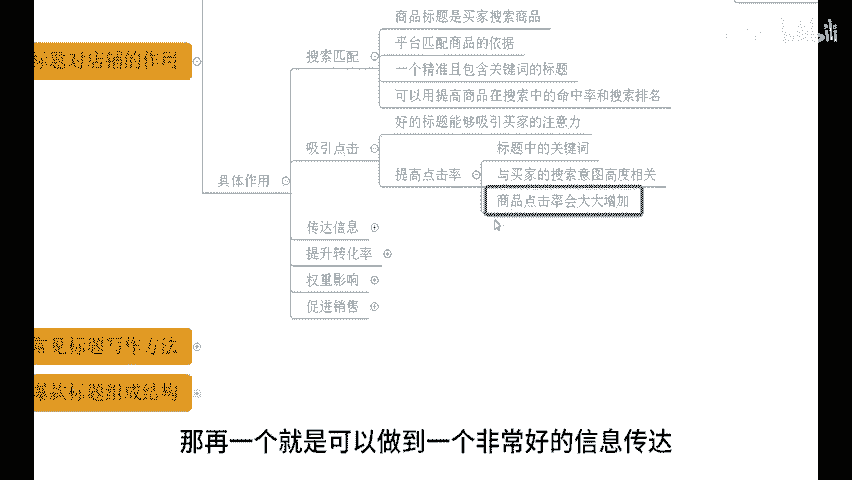 商品标题是买家搜索商品
标题对店铺的作用
搜索匹配
平台匹配商品的依据
一个精准且包含关键词的标题
可以用提高商品在搜索中的命中率和搜索排名
好的标题能够吸引买家的注意力
吸引点击
标题中的关键词
具体作用
提高点击率
与买家的搜索意图高度相关
商品点击率会大大增加
传达信息
提升转化率
权重影响
促进销售
常见标题写作方法
爆款标题组成结构
那再一个就是可以做到一个非常好的信息传达